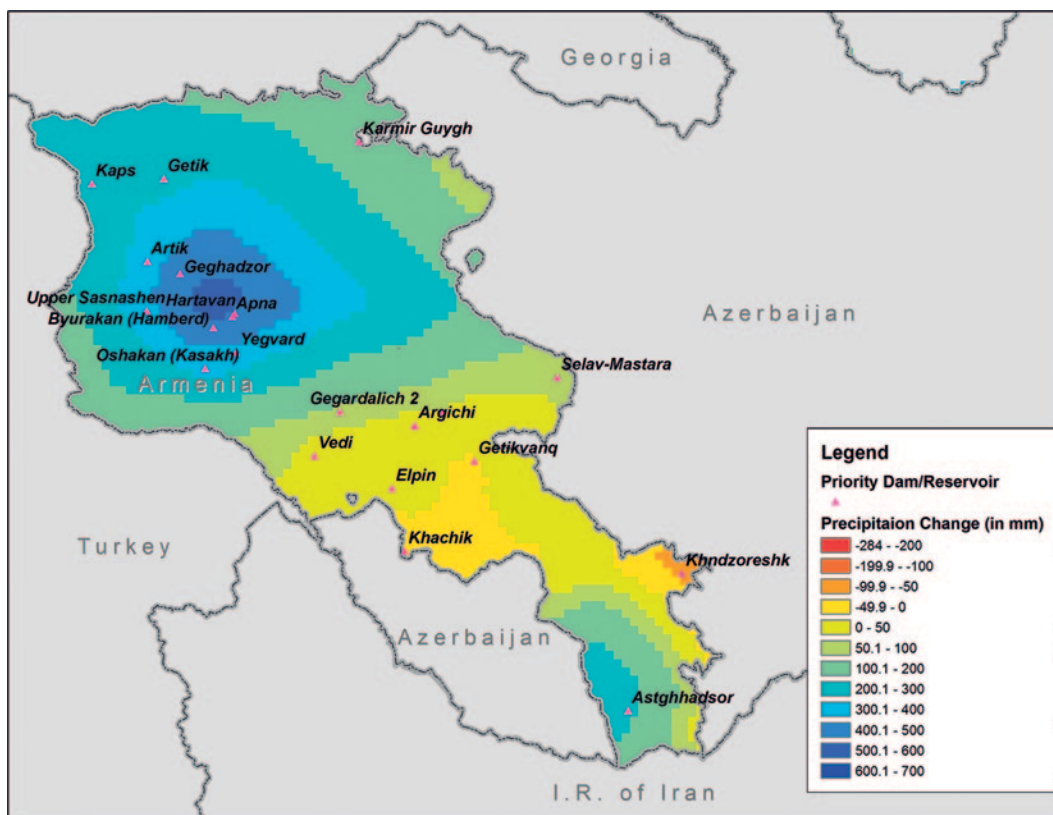 Georgia
Karmir Guygh
Kaps
Getik
Artik
Geghadzor
Upper Sasnashen
Hartavan
Apna
Byurakan (Hamberd)
Azerbaijan
Yegvard
Oshakan (Kasakh)
Selav-Mastara
Armenia
Gegardalich 2
Argichi
Vedi
Getikvanq
Elpin
Turkey
Khachik
Khndzoreshk
Azerbaijan
Astghhadsor
I.R. of Iran
Legend
Priority Dam/Reservoir
Precipitaion Change (in mm)
-284 - -200
-199.9 - -100
-99.9 - -50
-49.9 - 0
0 - 50
50.1 - 100
100.1 - 200
200.1 - 300
300.1 - 400
400.1 - 500
500.1 - 600
600.1 - 700